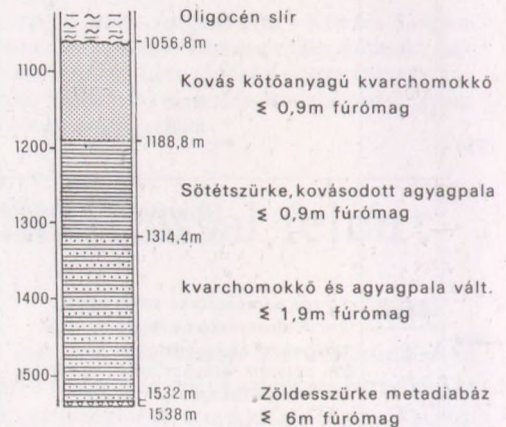 Oligocén slír
1056,8 m
1100
Kovás kötőanyagú kvarchomokkő
≤ 0,9m fúrómag
1188,8 m
1200
Sötétszürke, kovásodott agyagpala
≤ 0,9m fúrómag
1300
1314,4m
kvarchomokkő és agyagpala vált.
≤ 1,9m fúrómag
1400
1500
1532 m
Zöldesszürke metadiabáz
1538 m
≤ 6m fúrómag